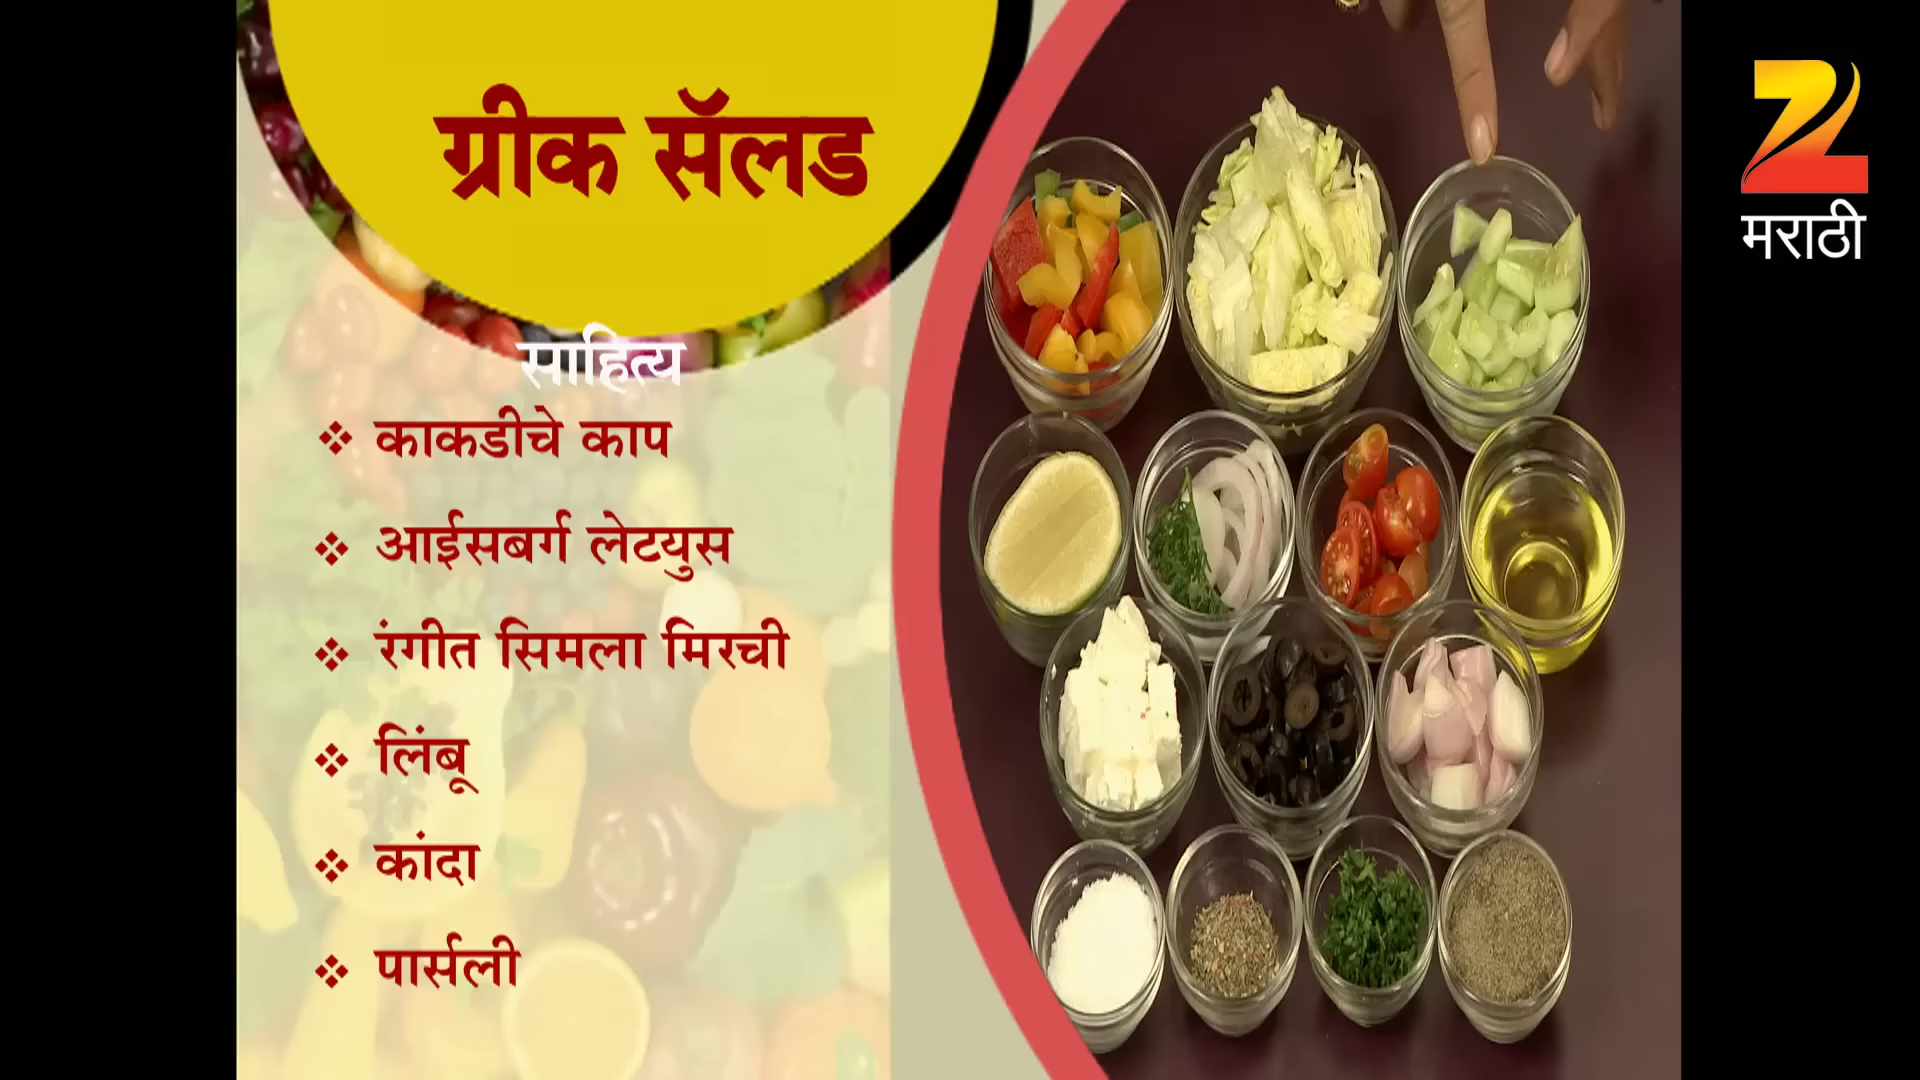 ग्रीक सॅलड
साहित्य
काकडीचे काप
आईसबर्ग लेटयुस
रंगीत सिमला मिरची
लिंबू
कांदा
पार्सली
मराठी